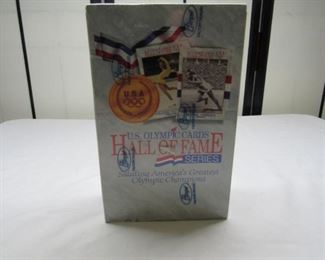 USA
U.S. OLYMPIC CARDS
HALL OF FAME
SERIES
Saluting America's Greatest
Olympic Champions